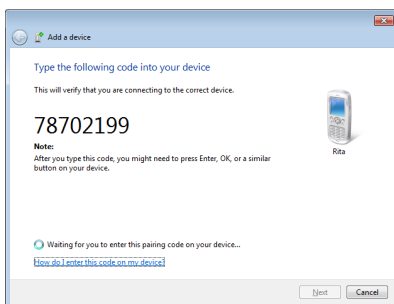 Add a device
Type the following code into your device
This will verify that you are connecting to the correct device.
78702199
Rita
Note:
After you type this code, you might need to press Enter, OK, or a similar
button on your device.
Waiting for you to enter this pairing code on your device...
How do I enter this code on my device?
Next
Cancel